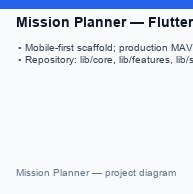 Mission Planner — Flutter
• Mobile-first scaffold; production MAV
• Repository: lib/core, lib/features, lib/s
Mission Planner — project diagram